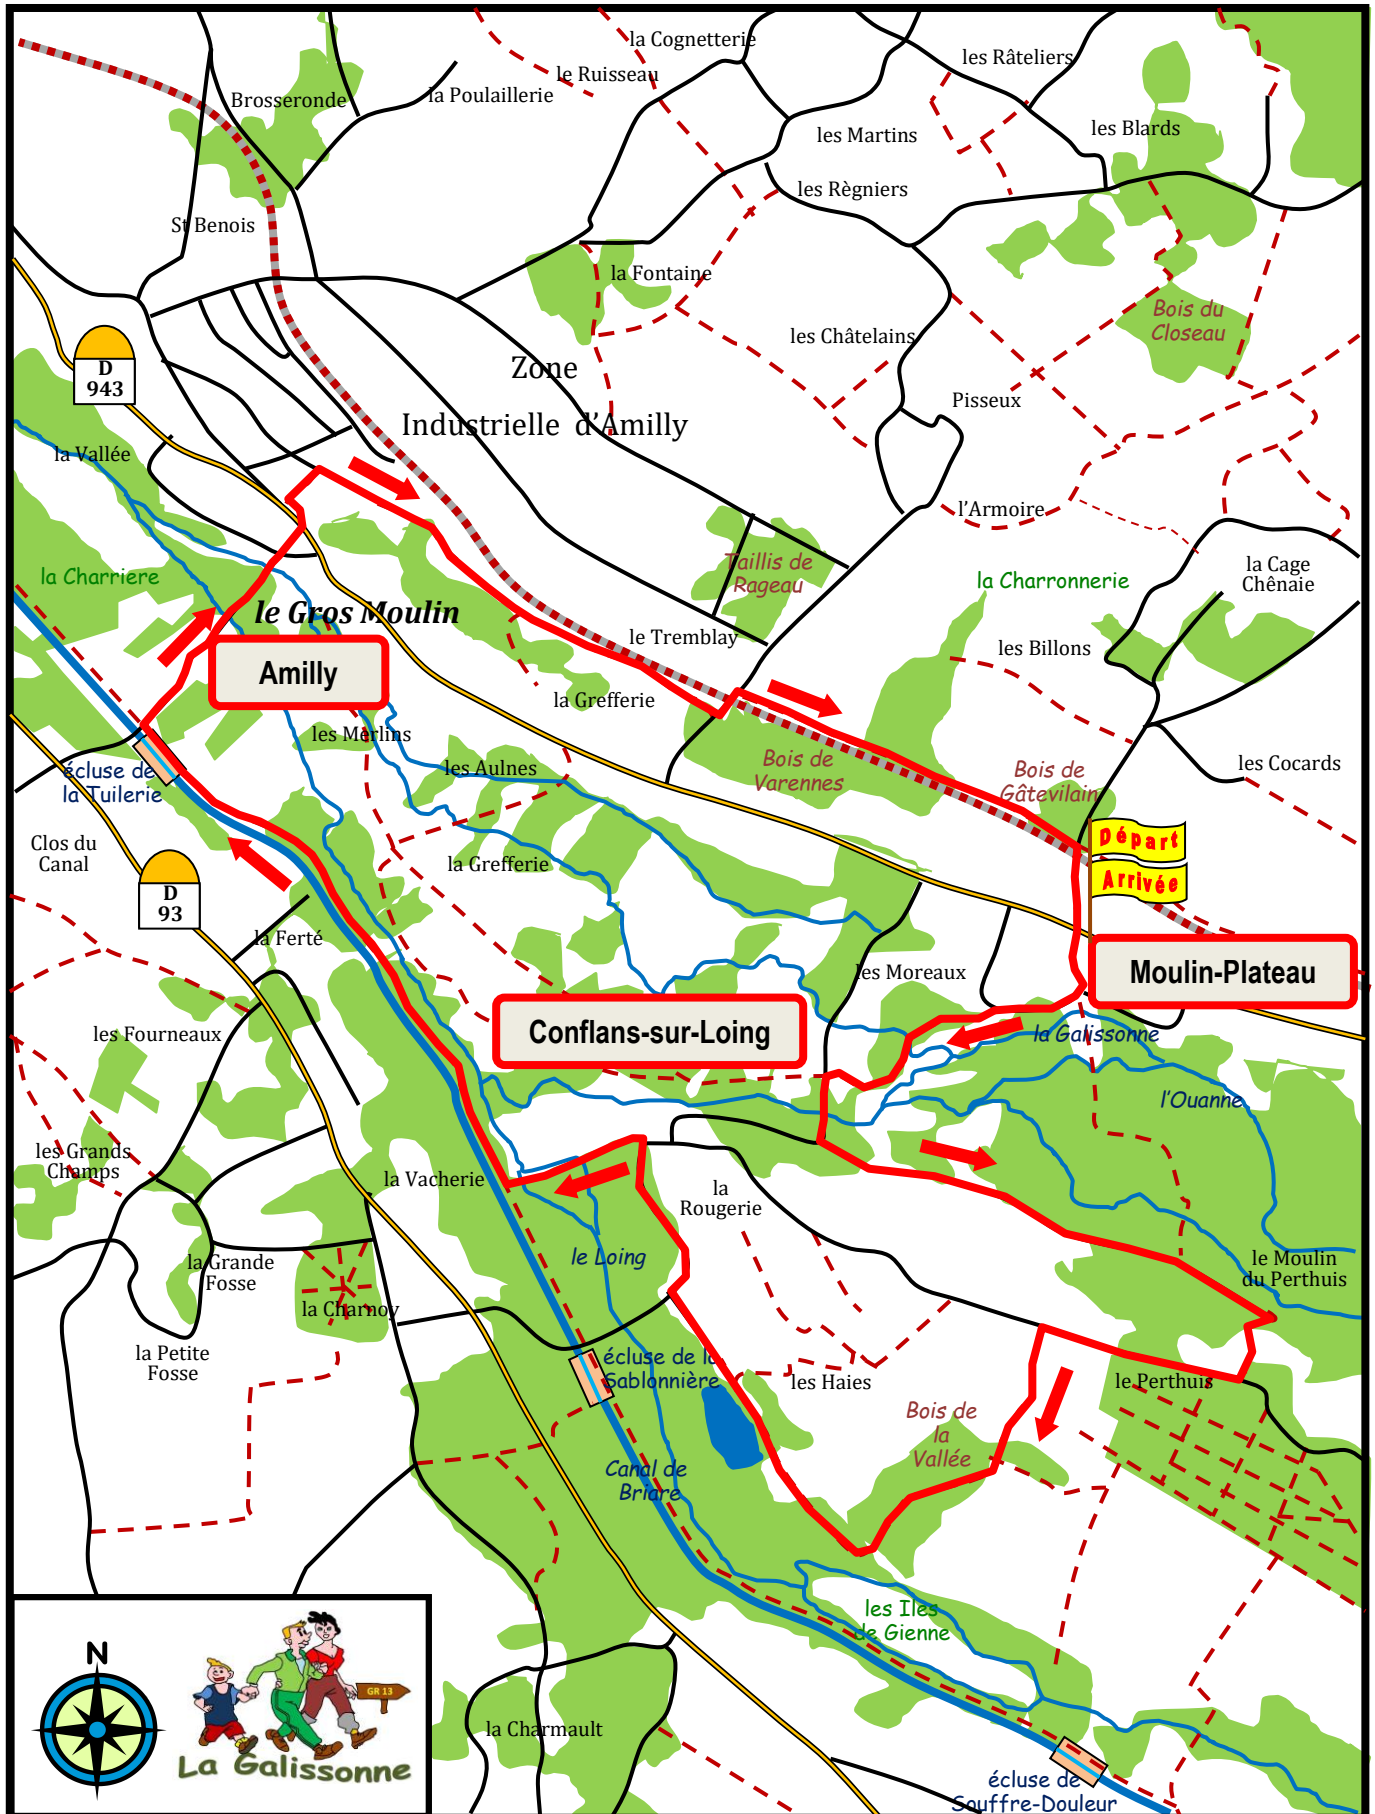 la Cognetterie
les Râteliers
le Ruisseau
Brosseronde
la Poulaillerie
les Martins
les Blards
les Règniers
St Benois
la Fontaine
Bois du
Closeau
les Châtelains
D
943
Zone
Industrielle d'Amilly
Pisseux
la Vallée
l'Armoire
Taillis de
Rageau
la Charriere
la Charronnerie
la Cage
Chênaie
le Gros Moulin
le Tremblay
les Billons
Amilly
la Grefferie
les Merlins
les Aulnes
Bois de
Varennes
Bois de
Gâtevilain
les Cocards
écluse de
la Tuilerie
Clos du
Canal
Départ
Arrivée
la Grefferie
D
93
la Ferté
les Moreaux
Moulin-Plateau
Conflans-sur-Loing
les Fourneaux
la Galissonne
l'Ouanne
les Grands
Champs
la Vacherie
la
Rougerie
le Loing
la Grande
Fosse
le Moulin
du Perthuis
la Charnoy
la Petite
Fosse
écluse de la
Sablonnière
les Haies
le Perthuis
Bois de
la
Vallée
Canal de
Briare
les Iles
de Gienne
N
GR 13
La Galissonne
la Charmault
écluse de
Souffre-Douleur